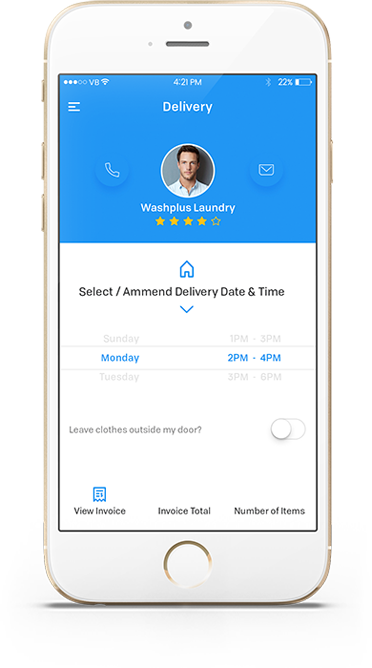 VB 4:21 PM 22%
Delivery
Washplus Laundry
Select / Ammend Delivery Date & Time
Sunday 1PM - 3PM
Monday 2PM - 4PM
Tuesday 3PM - 6PM
Leave clothes outside my door?
View Invoice Invoice Total Number of Items